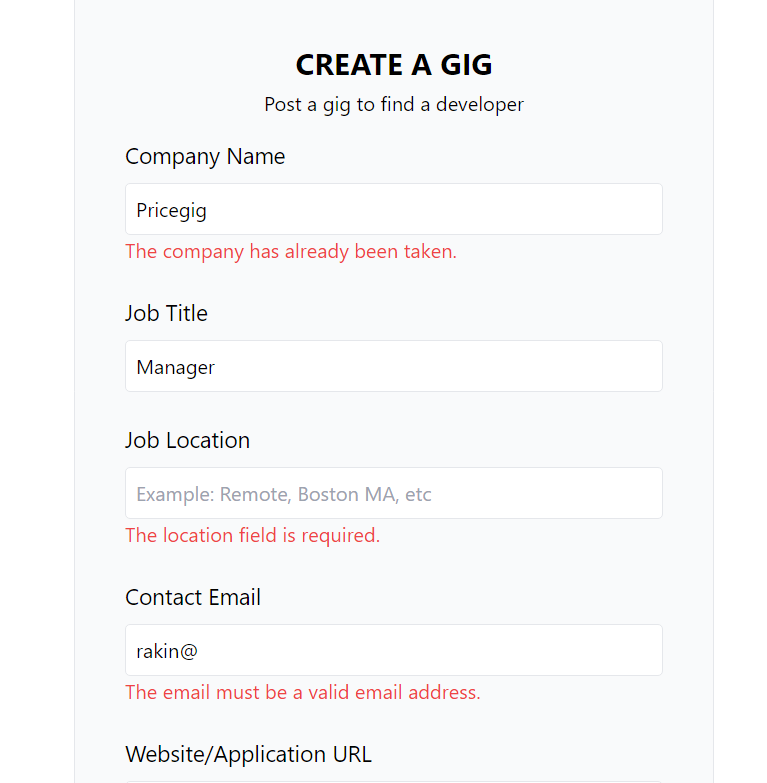 CREATE A GIG
Post a gig to find a developer
Company Name
Pricegig
The company has already been taken.
Job Title
Manager
Job Location
Example: Remote, Boston MA, etc
The location field is required.
Contact Email
rakin@
The email must be a valid email address.
Website/Application URL